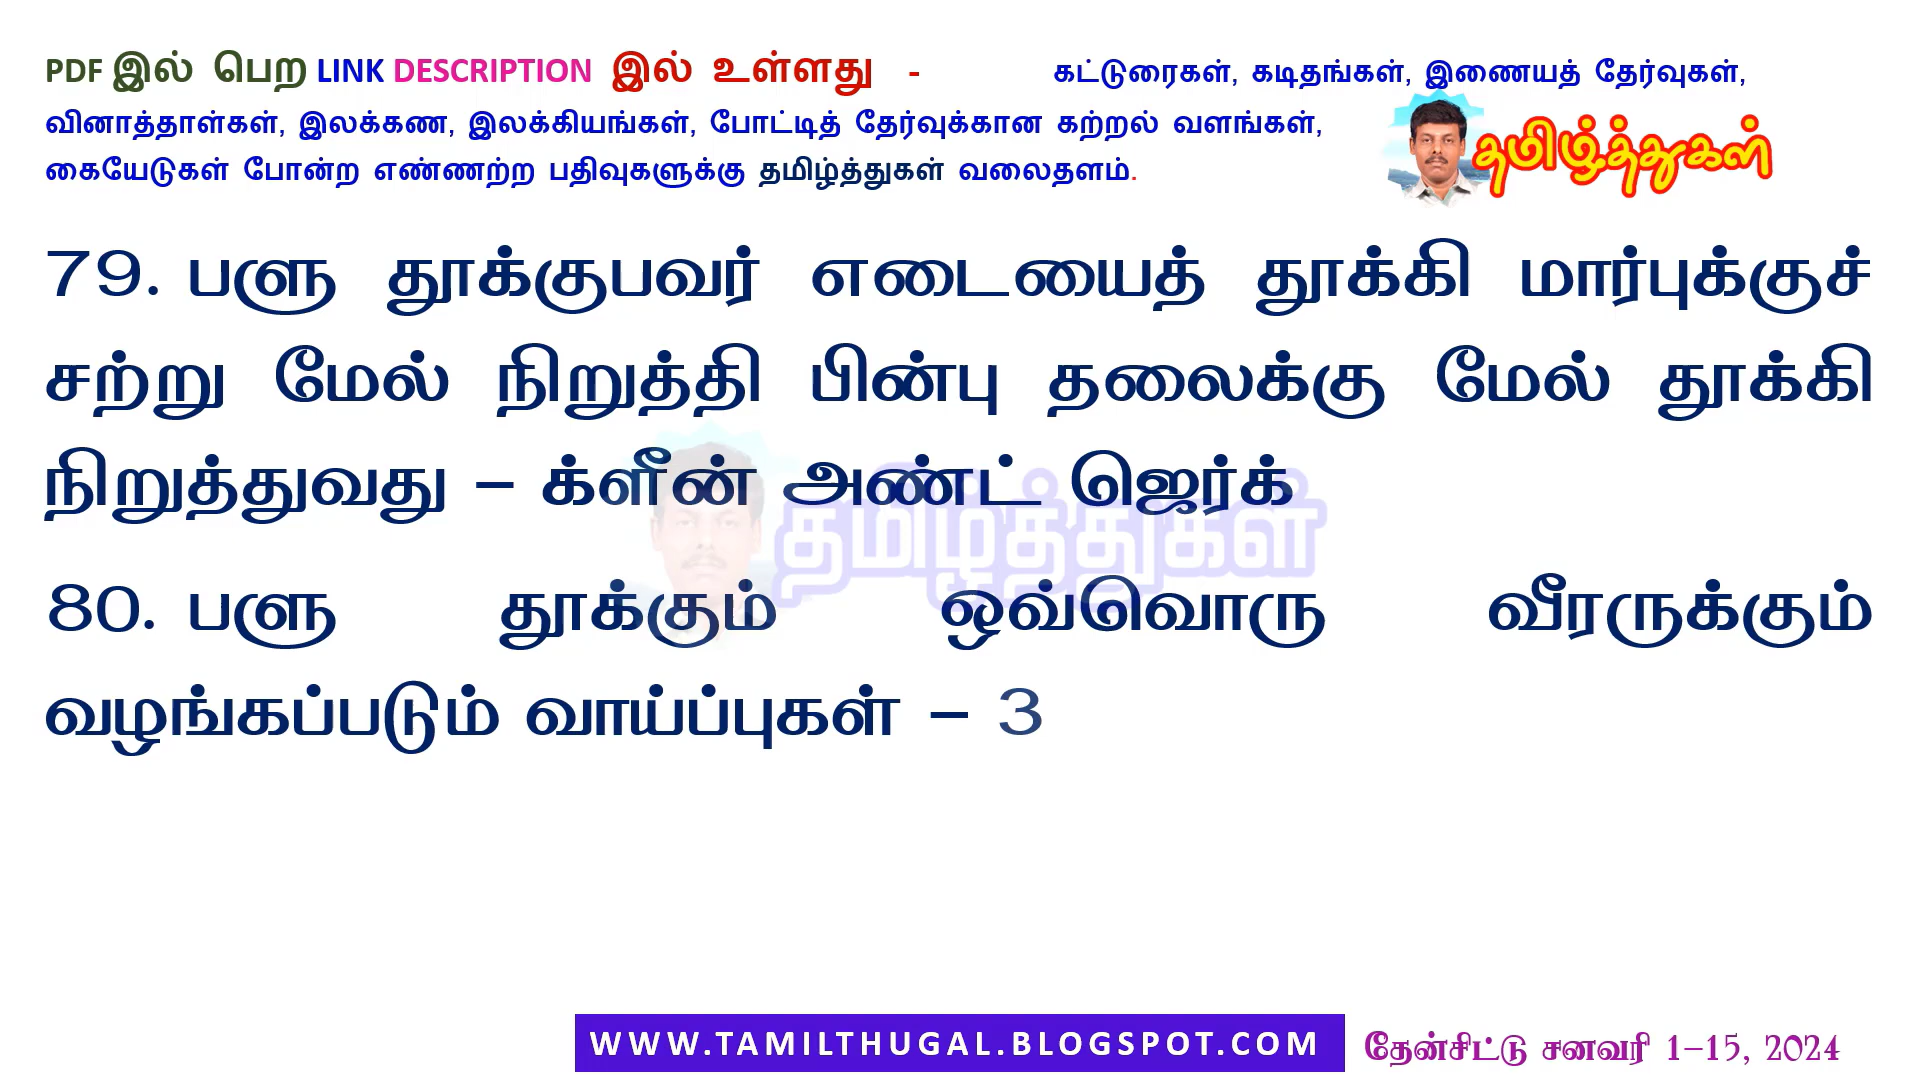 PDF இல் பெற LINK DESCRIPTION இல் உள்ளது - கட்டுரைகள், கடிதங்கள், இணையத் தேர்வுகள்,
வினாத்தாள்கள், இலக்கண, இலக்கியங்கள், போட்டித் தேர்வுக்கான கற்றல் வளங்கள்,
கையேடுகள் போன்ற எண்ணற்ற பதிவுகளுக்கு தமிழ்த்துகள் வலைதளம்.
தமிழ்த்துகள்
79. பளு தூக்குபவர் எடையைத் தூக்கி மார்புக்குச்
சற்று மேல் நிறுத்தி பின்பு தலைக்கு மேல் தூக்கி
நிறுத்துவது – க்ளீன் அண்ட் ஜெர்க்
தமிழ்த்துகள்
80. பளு தூக்கும் ஒவ்வொரு வீரருக்கும்
வழங்கப்படும் வாய்ப்புகள் – 3
WWW.TAMILTHUGAL.BLOGSPOT.COM
தேன்சிட்டு சனவரி 1–15, 2024